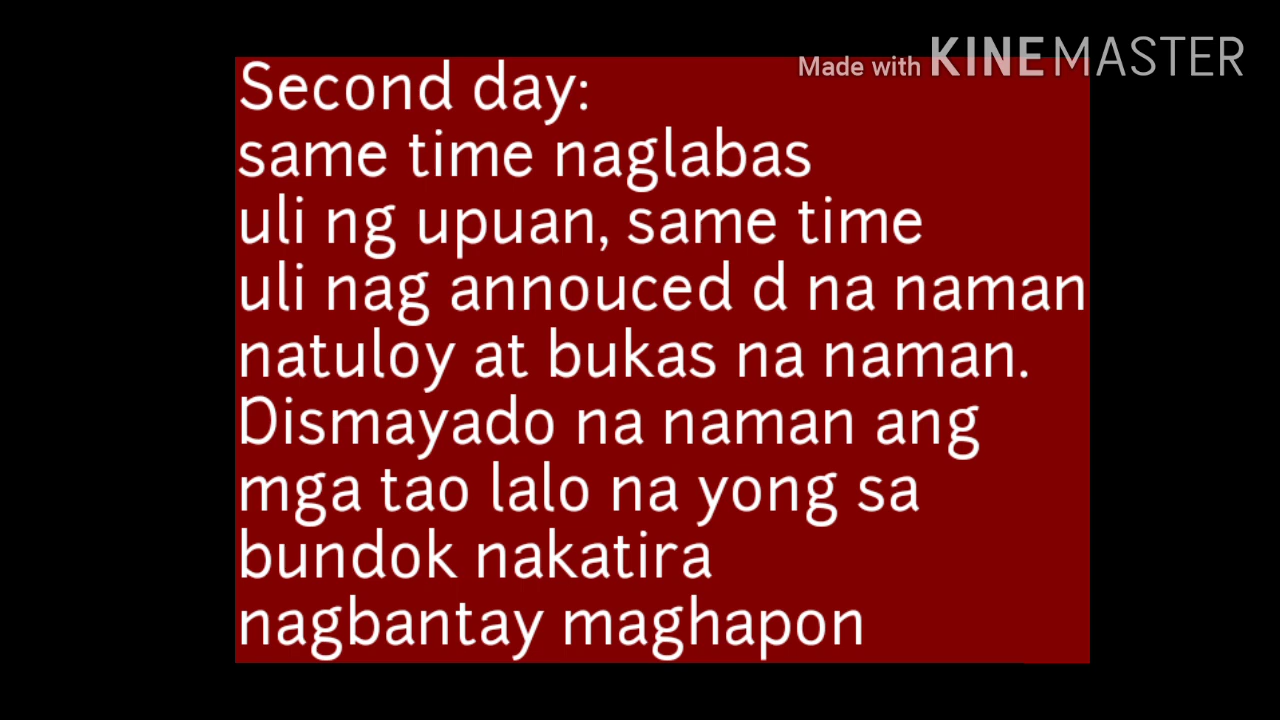 Made with KINEMASTER
Second day:
same time naglabas
uli ng upuan, same time
uli nag annouced d na naman
natuloy at bukas na naman.
Dismayado na naman ang
mga tao lalo na yong sa
bundok nakatira
nagbantay maghapon